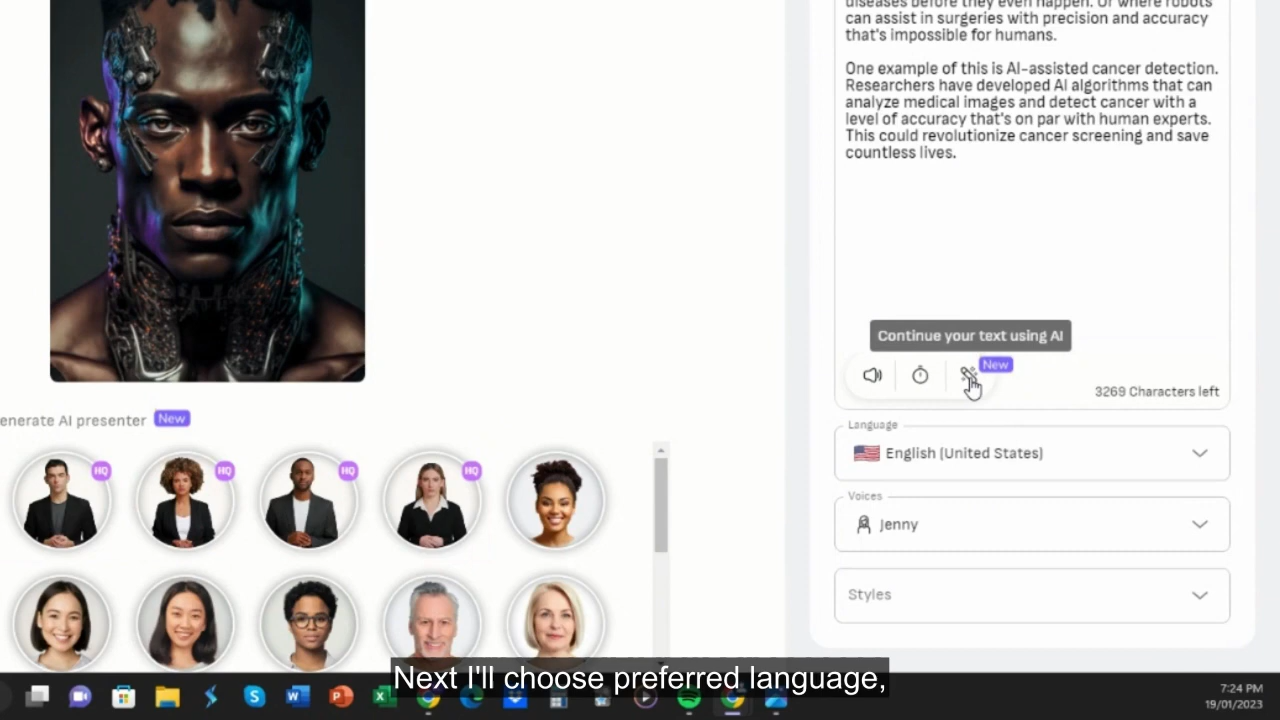 diseases before they even happen. Or where robots
can assist in surgeries with precision and accuracy
that's impossible for humans.
One example of this is AI-assisted cancer detection.
Researchers have developed AI algorithms that can
analyze medical images and detect cancer with a
level of accuracy that's on par with human experts.
This could revolutionize cancer screening and save
countless lives.
Continue your text using AI
New
3269 Characters left
enerate AI presenter New
HQ HQ HQ HQ
Language
English (United States)
Voices
Jenny
Styles
Next I'll choose preferred language,
7:24 PM
19/01/2023